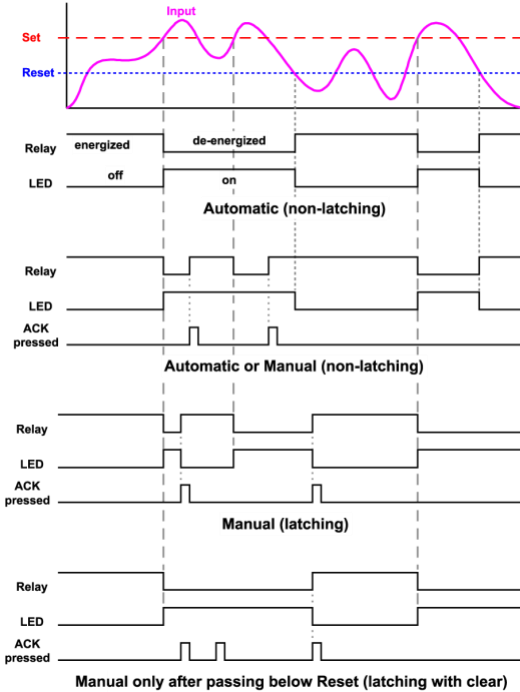 Input
Set
Reset
energized
de-energized
Relay
off
on
LED
Automatic (non-latching)
Relay
LED
ACK
pressed
Automatic or Manual (non-latching)
Relay
LED
ACK
pressed
Manual (latching)
Relay
LED
ACK
pressed
Manual only after passing below Reset (latching with clear)